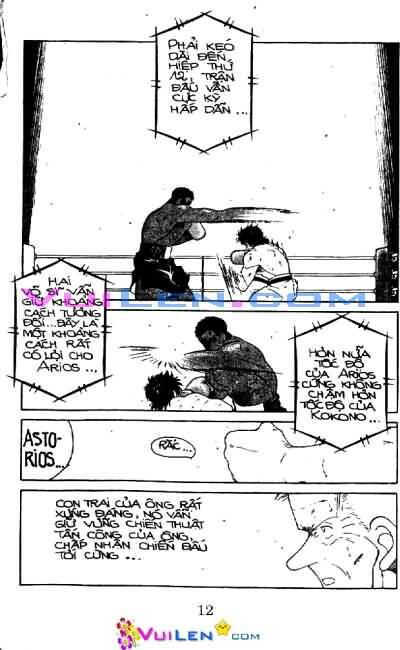 PHẢI KÉO
DÀI ĐẾN
HIỆP THỨ
12, TRẬN
ĐẤU VẪN
CỰC KỲ
HẤP DẪN...
HAI
VÕ SĨ VẪN
GIỮ KHOẢNG
CÁCH TƯƠNG
ĐỐI... ĐÂY LÀ
MỘT KHOẢNG
CÁCH RẤT
CÓ LỢI CHO
ARIOS...
VUILEN.COM
HƠN NỮA
TỐC ĐỘ
CỦA ARIOS
CŨNG KHÔNG
CHẬM HƠN
TỐC ĐỘ CỦA
KOKONO...
ASTO-
RIOS...
RẮC...
CON TRAI CỦA ÔNG RẤT
XỨNG ĐÁNG, NÓ VẪN
GIỮ VỮNG CHIẾN THUẬT
TẤN CÔNG CỦA ÔNG,
CHẤP NHẬN CHIẾN ĐẤU
TỚI CÙNG...
12
VUILEN.COM